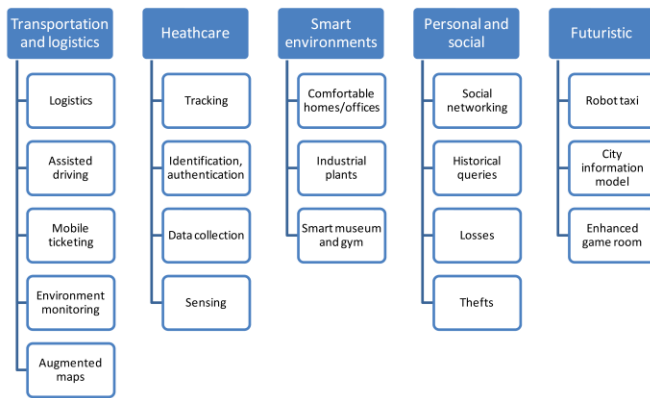 Transportation
and logistics
Logistics
Assisted
driving
Mobile
ticketing
Environment
monitoring
Augmented
maps
Heathcare
Tracking
Identification,
authentication
Data collection
Sensing
Smart
environments
Comfortable
homes/offices
Industrial
plants
Smart museum
and gym
Personal and
social
Social
networking
Historical
queries
Losses
Thefts
Futuristic
Robot taxi
City
information
model
Enhanced
game room